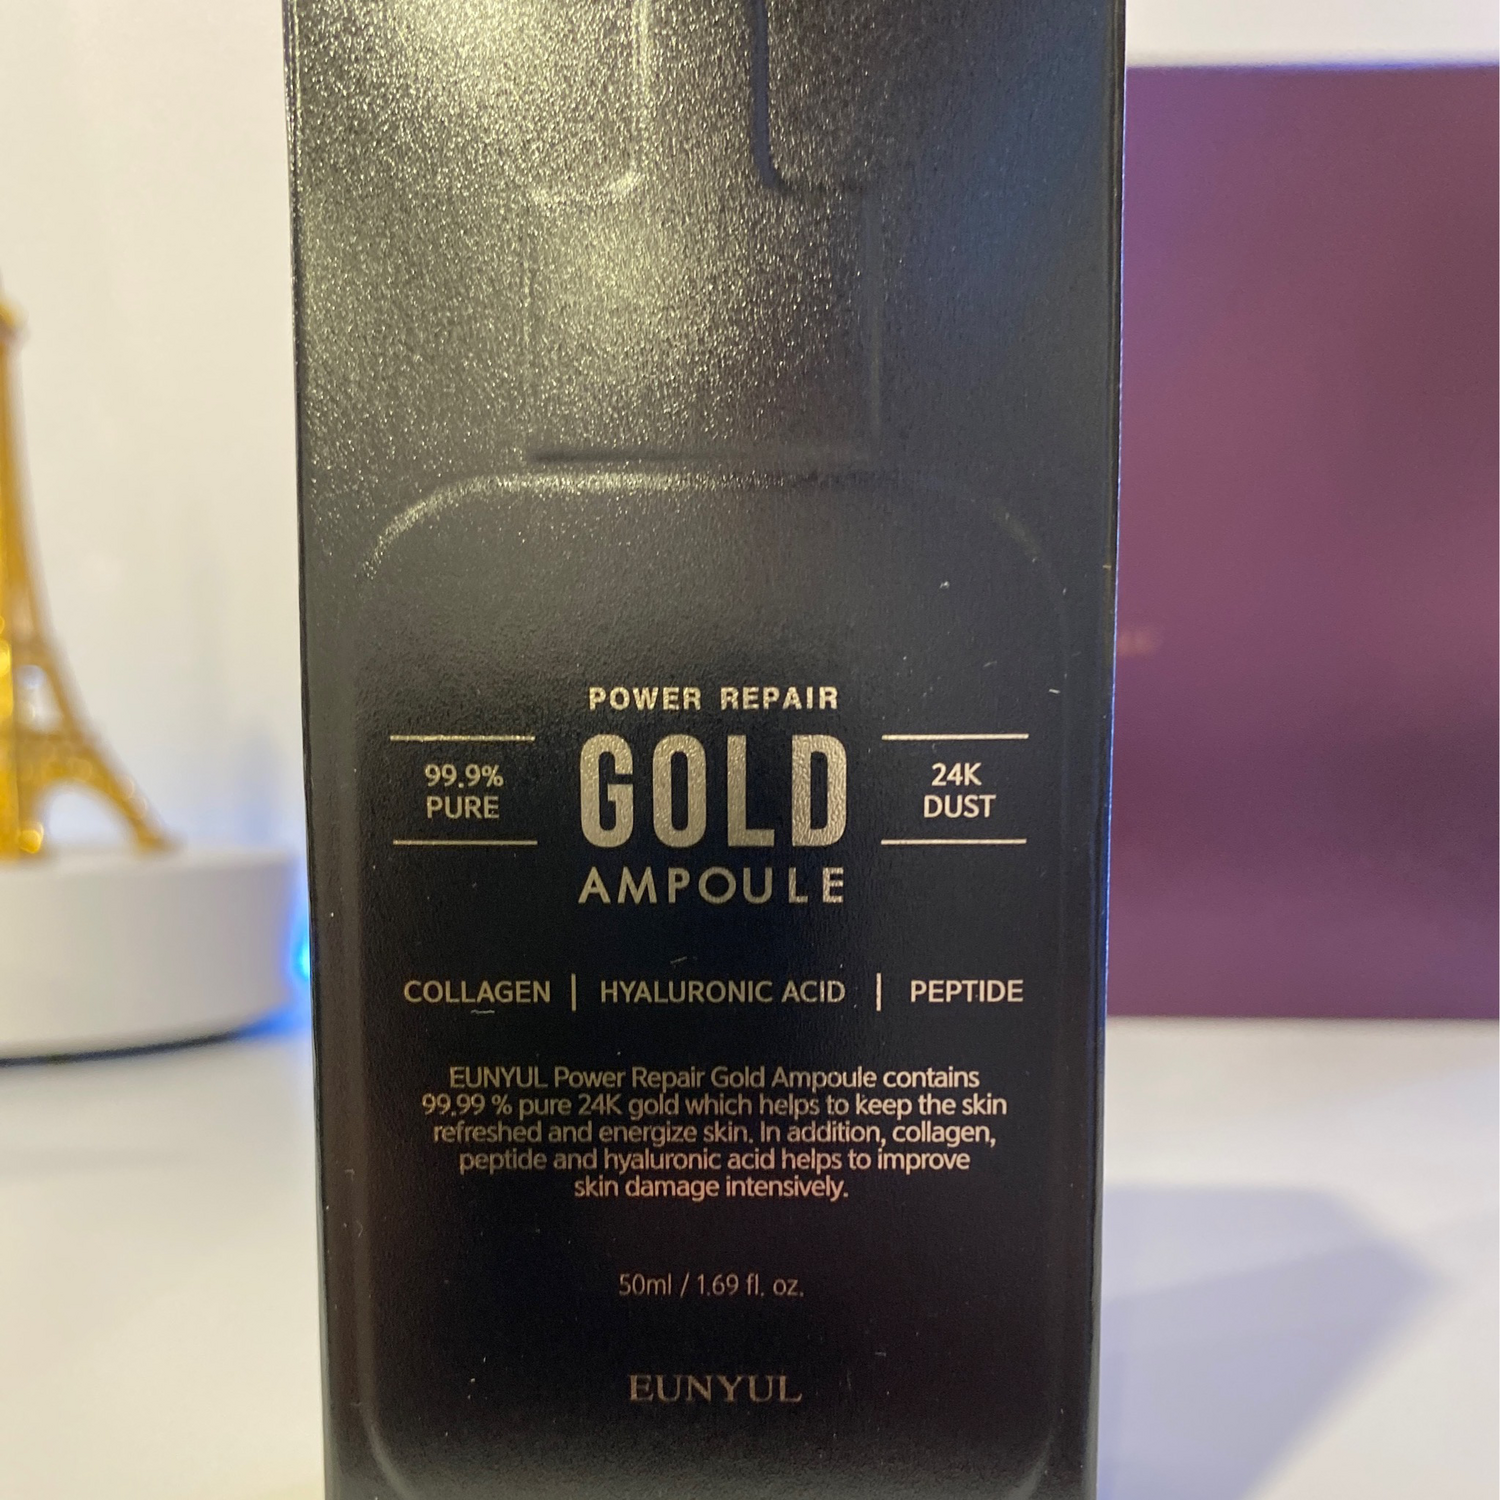 POWER REPAIR
99.9%
PURE
GOLD
24K
DUST
AMPOULE
COLLAGEN | HYALURONIC ACID | PEPTIDE
EUNYUL Power Repair Gold Ampoule contains
99.99 % pure 24K gold which helps to keep the skin
refreshed and energize skin. In addition, collagen,
peptide and hyaluronic acid helps to improve
skin damage intensively.
50ml / 1.69 fl. oz.
EUNYUL